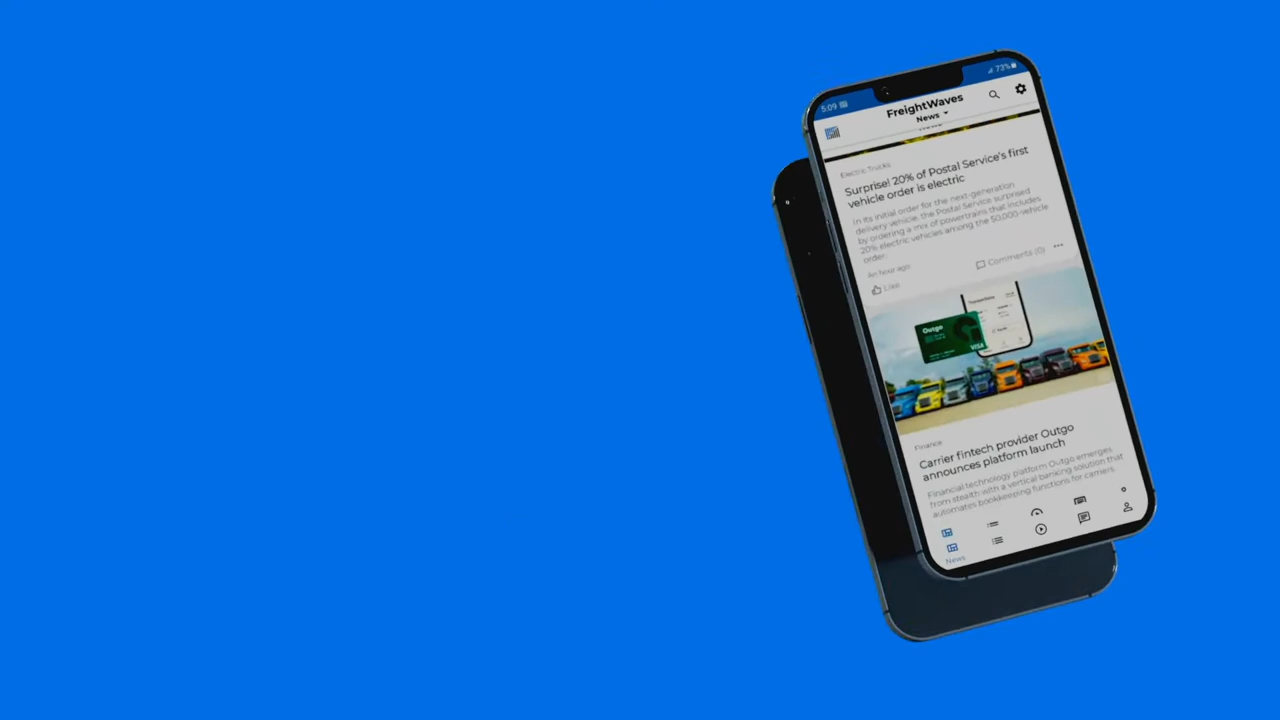 5:09
73%
FreightWaves
News
Electric Trucks
Surprise! 20% of Postal Service's first
vehicle order is electric
In its initial order for the next-generation
delivery vehicle, the Postal Service surprised
by ordering a mix of powertrains that includes
20% electric vehicles among the 50,000-vehicle
order.
An hour ago
Comments (0)
Like
Transactions
Outgo
VISA
Finance
Carrier fintech provider Outgo
announces platform launch
Financial technology platform Outgo emerges
from stealth with a vertical banking solution that
automates bookkeeping functions for carriers.
News